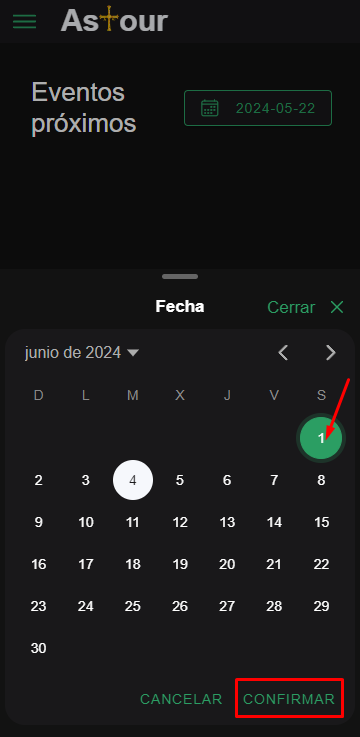 Astour
Eventos
próximos
2024-05-22
Fecha
Cerrar
junio de 2024
D L M X J V S
1
2 3 4 5 6 7 8
9 10 11 12 13 14 15
16 17 18 19 20 21 22
23 24 25 26 27 28 29
30
CANCELAR CONFIRMAR